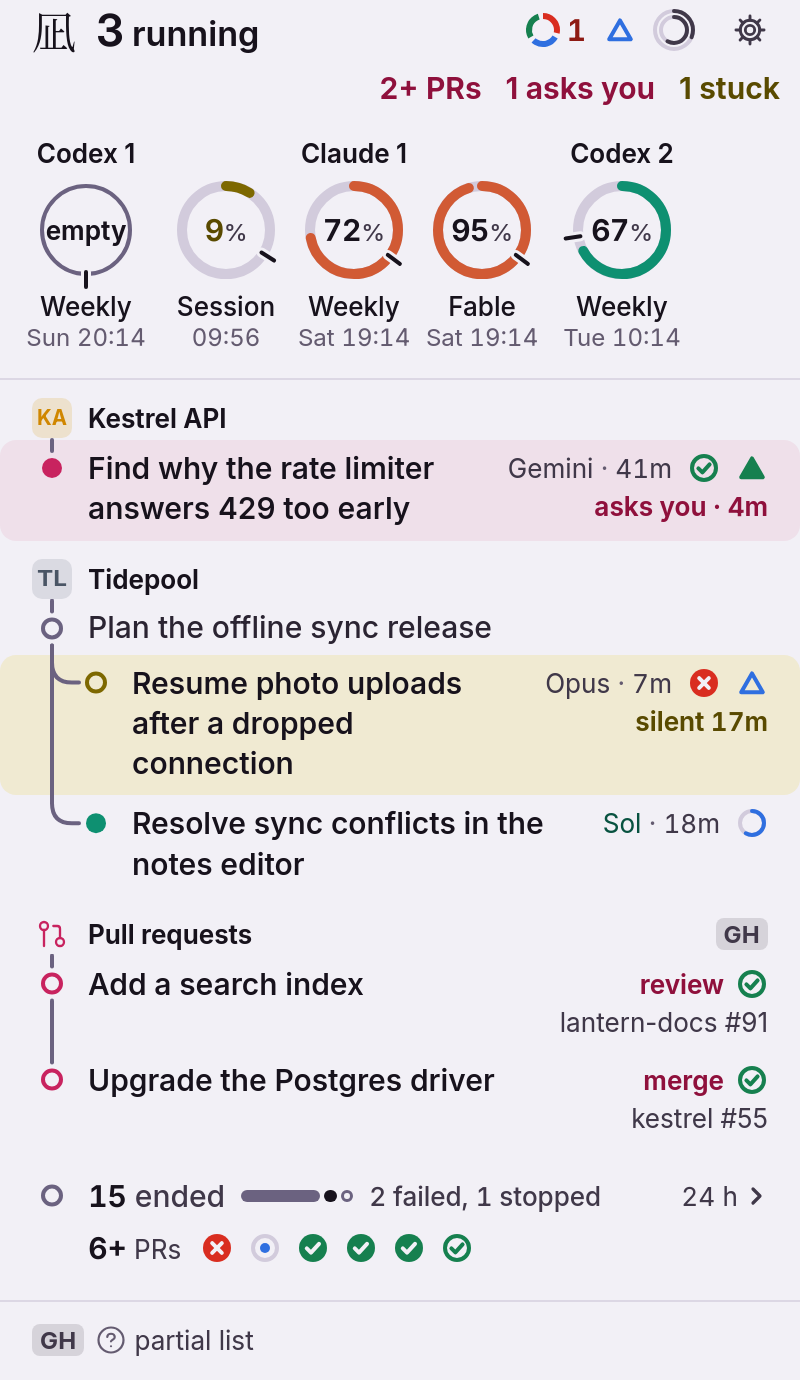 凪 3 running 1
2+ PRs 1 asks you 1 stuck
Codex 1 Claude 1 Codex 2
empty 9% 72% 95% 67%
Weekly Session Weekly Fable Weekly
Sun 20:14 09:56 Sat 19:14 Sat 19:14 Tue 10:14
KA Kestrel API
Find why the rate limiter Gemini · 41m
answers 429 too early asks you · 4m
TL Tidepool
Plan the offline sync release
Resume photo uploads Opus · 7m
after a dropped silent 17m
connection
Resolve sync conflicts in the Sol · 18m
notes editor
Pull requests GH
Add a search index review
lantern-docs #91
Upgrade the Postgres driver merge
kestrel #55
15 ended 2 failed, 1 stopped 24 h
6+ PRs
GH ? partial list